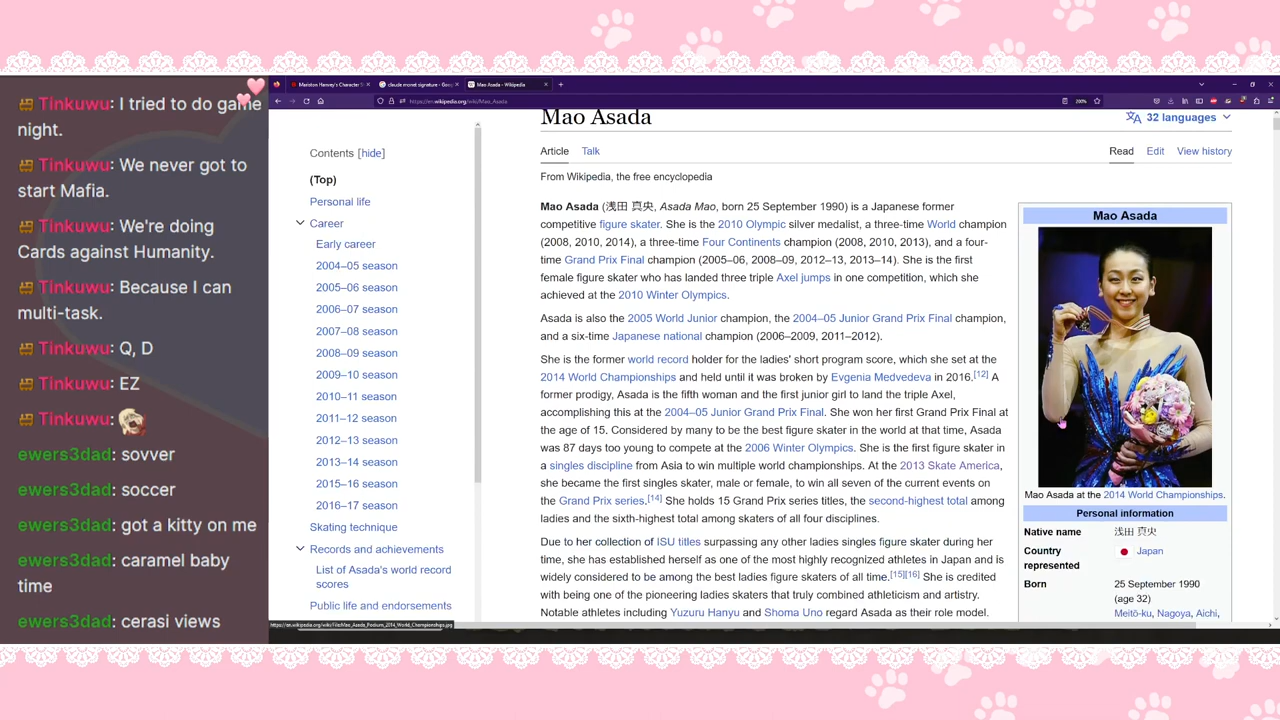 Tinkuwu: I tried to do game
night.
Tinkuwu: We never got to
start Mafia.
Tinkuwu: We're doing
Cards against Humanity.
Tinkuwu: Because I can
multi-task.
Tinkuwu: Q, D
Tinkuwu: EZ
Tinkuwu:
ewers3dad: sovver
ewers3dad: soccer
ewers3dad: got a kitty on me
ewers3dad: caramel baby
time
ewers3dad: cerasi views
claude monet signature - Goo
Mao Asada - Wikipedia
https://en.wikipedia.org/wiki/Mao_Asada
200%
Contents [hide]
(Top)
Personal life
Career
Early career
2004–05 season
2005–06 season
2006–07 season
2007–08 season
2008–09 season
2009–10 season
2010–11 season
2011–12 season
2012–13 season
2013–14 season
2015–16 season
2016–17 season
Skating technique
Records and achievements
List of Asada's world record
scores
Public life and endorsements
https://en.wikipedia.org/wiki/File:Mao_Asada_Podium_2014_World_Championships.jpg
Mao Asada
32 languages
Article Talk
Read Edit View history
From Wikipedia, the free encyclopedia
Mao Asada (浅田 真央, Asada Mao, born 25 September 1990) is a Japanese former
competitive figure skater. She is the 2010 Olympic silver medalist, a three-time World champion
(2008, 2010, 2014), a three-time Four Continents champion (2008, 2010, 2013), and a four-
time Grand Prix Final champion (2005–06, 2008–09, 2012–13, 2013–14). She is the first
female figure skater who has landed three triple Axel jumps in one competition, which she
achieved at the 2010 Winter Olympics.
Asada is also the 2005 World Junior champion, the 2004–05 Junior Grand Prix Final champion,
and a six-time Japanese national champion (2006–2009, 2011–2012).
She is the former world record holder for the ladies' short program score, which she set at the
2014 World Championships and held until it was broken by Evgenia Medvedeva in 2016.[12] A
former prodigy, Asada is the fifth woman and the first junior girl to land the triple Axel,
accomplishing this at the 2004–05 Junior Grand Prix Final. She won her first Grand Prix Final at
the age of 15. Considered by many to be the best figure skater in the world at that time, Asada
was 87 days too young to compete at the 2006 Winter Olympics. She is the first figure skater in
a singles discipline from Asia to win multiple world championships. At the 2013 Skate America,
she became the first singles skater, male or female, to win all seven of the current events on
the Grand Prix series.[14] She holds 15 Grand Prix series titles, the second-highest total among
ladies and the sixth-highest total among skaters of all four disciplines.
Due to her collection of ISU titles surpassing any other ladies singles figure skater during her
time, she has established herself as one of the most highly recognized athletes in Japan and is
widely considered to be among the best ladies figure skaters of all time.[15][16] She is credited
with being one of the pioneering ladies skaters that truly combined athleticism and artistry.
Notable athletes including Yuzuru Hanyu and Shoma Uno regard Asada as their role model.
Mao Asada
Mao Asada at the 2014 World Championships.
Personal information
Native name 浅田 真央
Country
represented Japan
Born 25 September 1990
(age 32)
Meitō-ku, Nagoya, Aichi,